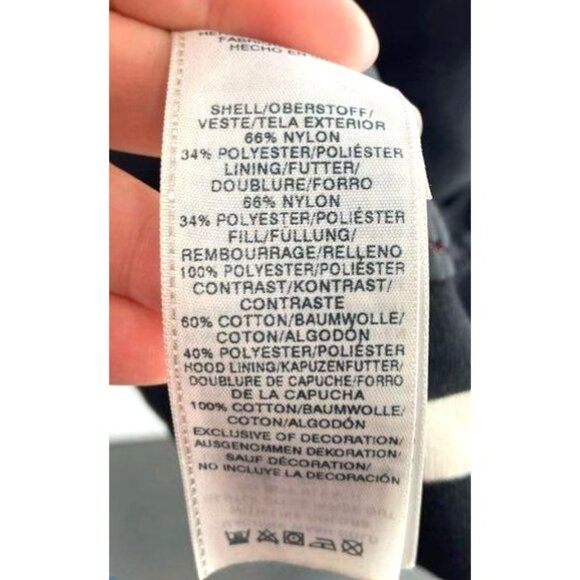 HECHO EN
SHELL/OBERSTOFF/
VESTE/TELA EXTERIOR
66% NYLON
34% POLYESTER/POLIÉSTER
LINING/FUTTER/
DOUBLURE/FORRO
66% NYLON
34% POLYESTER/POLIÉSTER
FILL/FÜLLUNG/
REMBOURRAGE/RELLENO
100% POLYESTER/POLIÉSTER
CONTRAST/KONTRAST/
CONTRASTE
60% COTTON/BAUMWOLLE/
COTON/ALGODÓN
40% POLYESTER/POLIÉSTER
HOOD LINING/KAPUZENFUTTER/
DOUBLURE DE CAPUCHE/FORRO
DE LA CAPUCHA
100% COTTON/BAUMWOLLE/
COTON/ALGODÓN
EXCLUSIVE OF DECORATION/
AUSGENOMMEN DEKORATION/
SAUF DÉCORATION/
NO INCLUYE LA DECORACIÓN